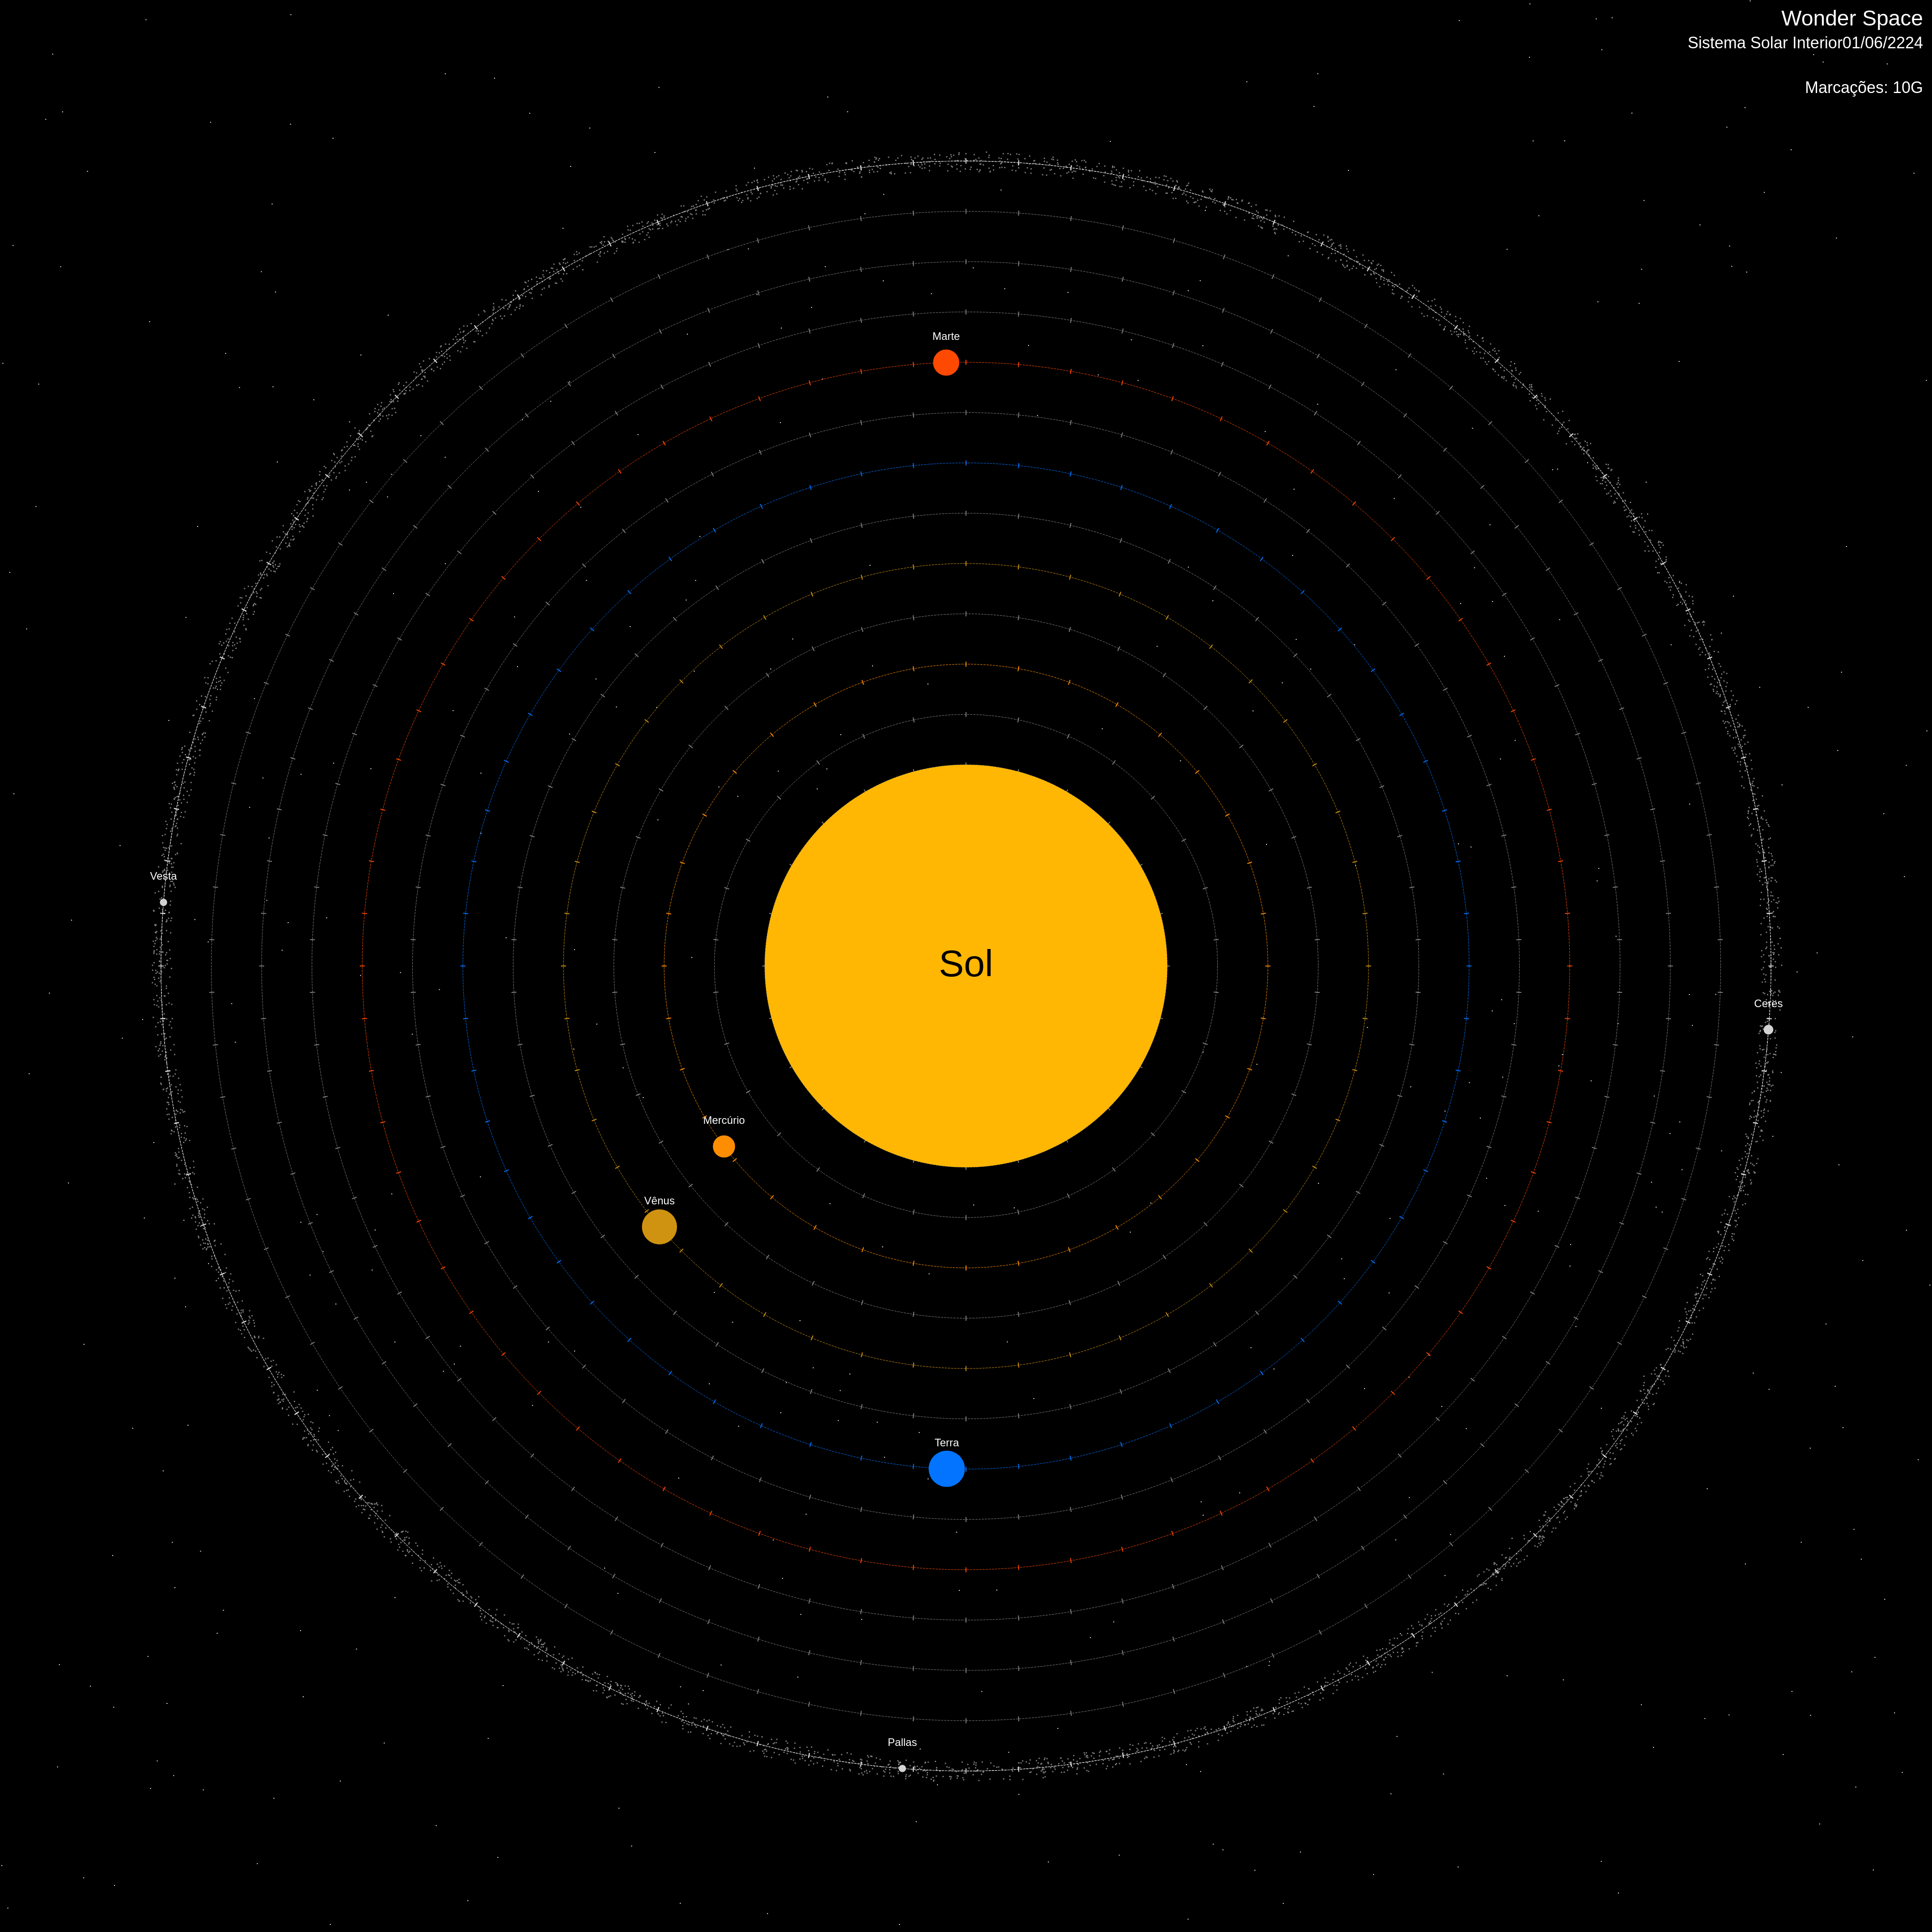 Wonder Space
Sistema Solar Interior01/06/2224
Marcações: 10G
Marte
Vesta
Sol
Ceres
Mercúrio
Vênus
Terra
Pallas